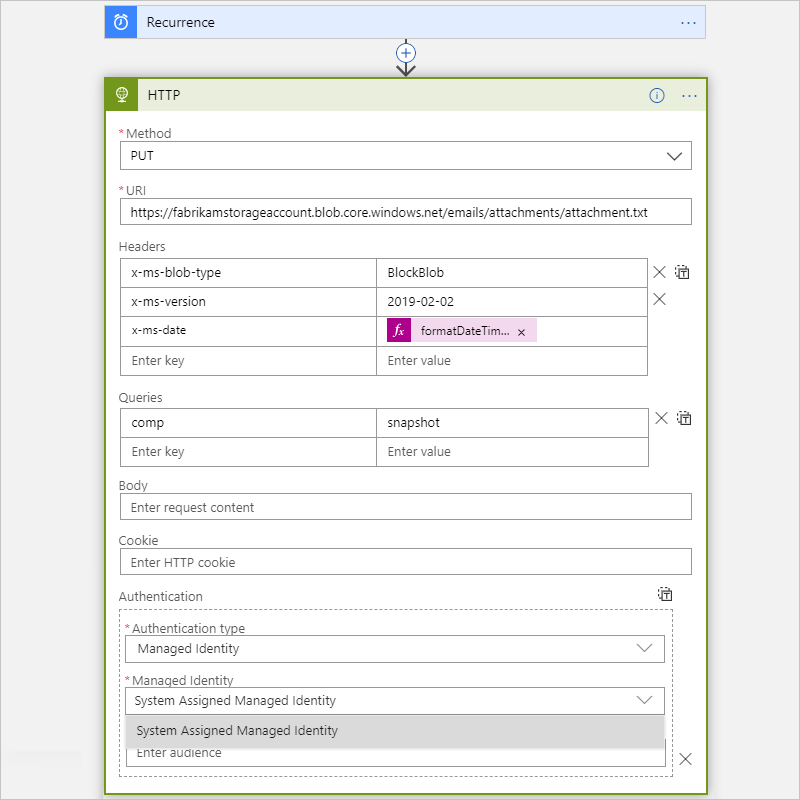 Recurrence
HTTP
* Method
PUT
* URI
https://fabrikamstorageaccount.blob.core.windows.net/emails/attachments/attachment.txt
Headers
x-ms-blob-type BlockBlob
x-ms-version 2019-02-02
x-ms-date fx formatDateTim... ×
Enter key Enter value
Queries
comp snapshot
Enter key Enter value
Body
Enter request content
Cookie
Enter HTTP cookie
Authentication
* Authentication type
Managed Identity
* Managed Identity
System Assigned Managed Identity
System Assigned Managed Identity
Enter audience